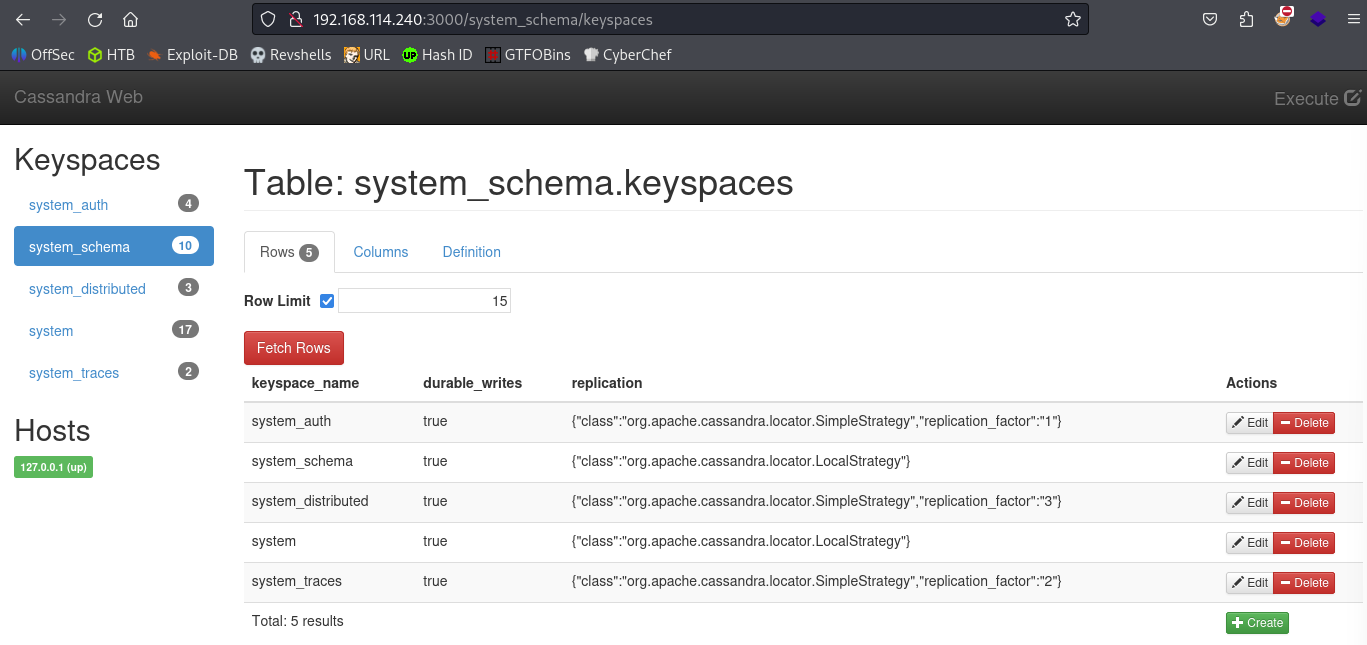 192.168.114.240:3000/system_schema/keyspaces
OffSec HTB Exploit-DB Revshells URL Hash ID GTFOBins CyberChef
Cassandra Web Execute
Keyspaces
system_auth 4
system_schema 10
system_distributed 3
system 17
system_traces 2
Hosts
127.0.0.1 (up)
Table: system_schema.keyspaces
Rows 5 Columns Definition
Row Limit 15
Fetch Rows
keyspace_name durable_writes replication Actions
system_auth true {"class":"org.apache.cassandra.locator.SimpleStrategy","replication_factor":"1"} Edit Delete
system_schema true {"class":"org.apache.cassandra.locator.LocalStrategy"} Edit Delete
system_distributed true {"class":"org.apache.cassandra.locator.SimpleStrategy","replication_factor":"3"} Edit Delete
system true {"class":"org.apache.cassandra.locator.LocalStrategy"} Edit Delete
system_traces true {"class":"org.apache.cassandra.locator.SimpleStrategy","replication_factor":"2"} Edit Delete
Total: 5 results Create